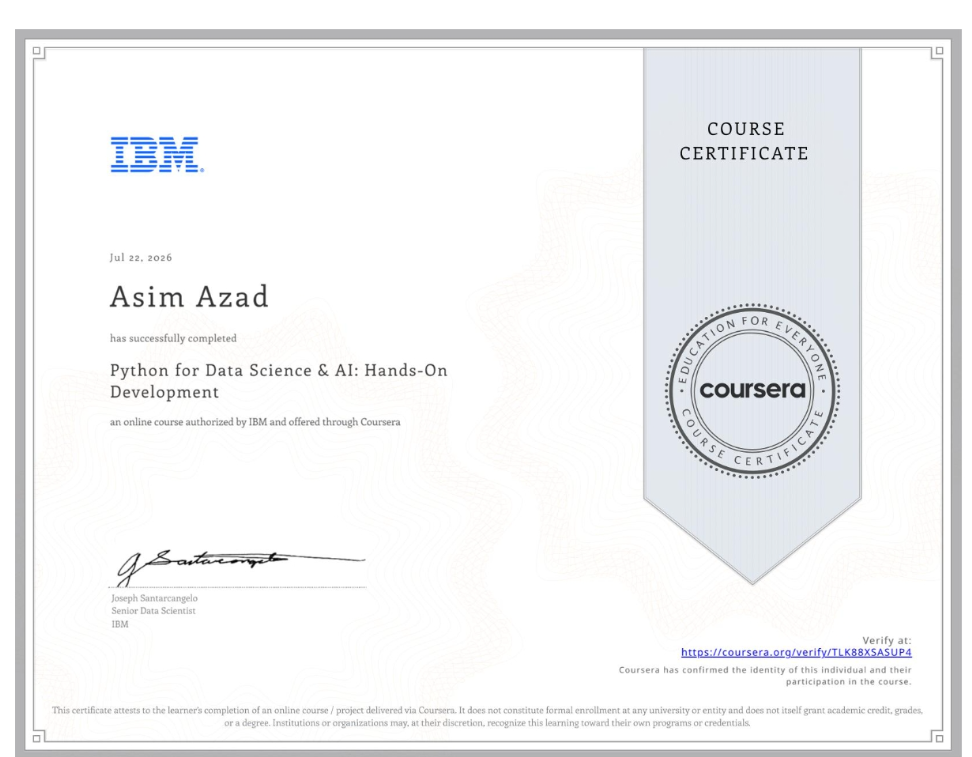 IBM
COURSE
CERTIFICATE
Jul 22, 2026
Asim Azad
has successfully completed
Python for Data Science & AI: Hands-On
Development
an online course authorized by IBM and offered through Coursera
EDUCATION FOR EVERYONE
coursera
COURSE CERTIFICATE
Joseph Santarcangelo
Senior Data Scientist
IBM
Verify at:
https://coursera.org/verify/TLK88XSASUP4
Coursera has confirmed the identity of this individual and their
participation in the course.
This certificate attests to the learner's completion of an online course / project delivered via Coursera. It does not constitute formal enrollment at any university or entity and does not itself grant academic credit, grades,
or a degree. Institutions or organizations may, at their discretion, recognize this learning toward their own programs or credentials.